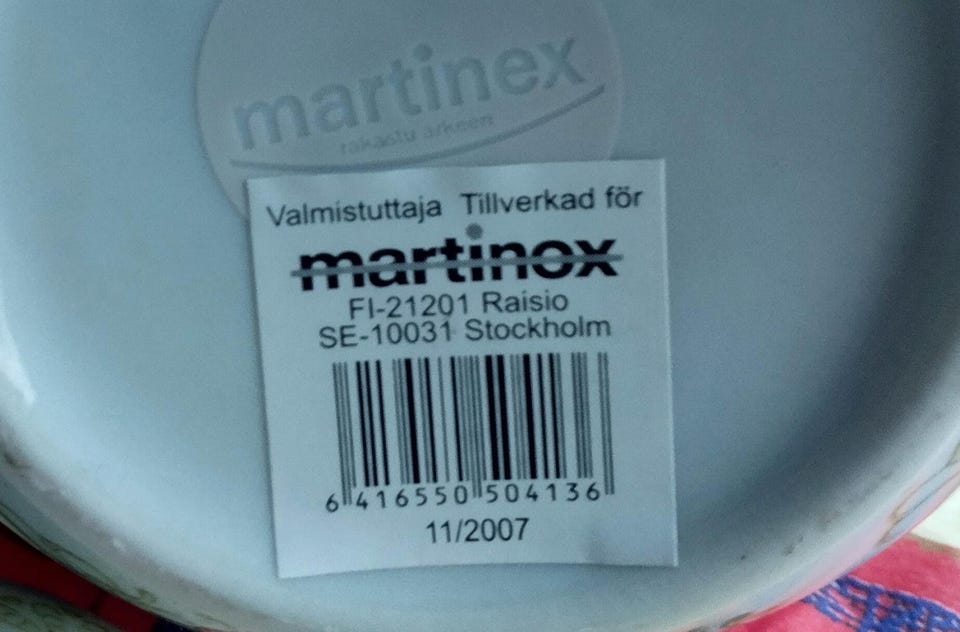 martinex
rakastu arkeen
Valmistuttaja Tillverkad för
martinox
FI-21201 Raisio
SE-10031 Stockholm
6 416550 504136
11/2007